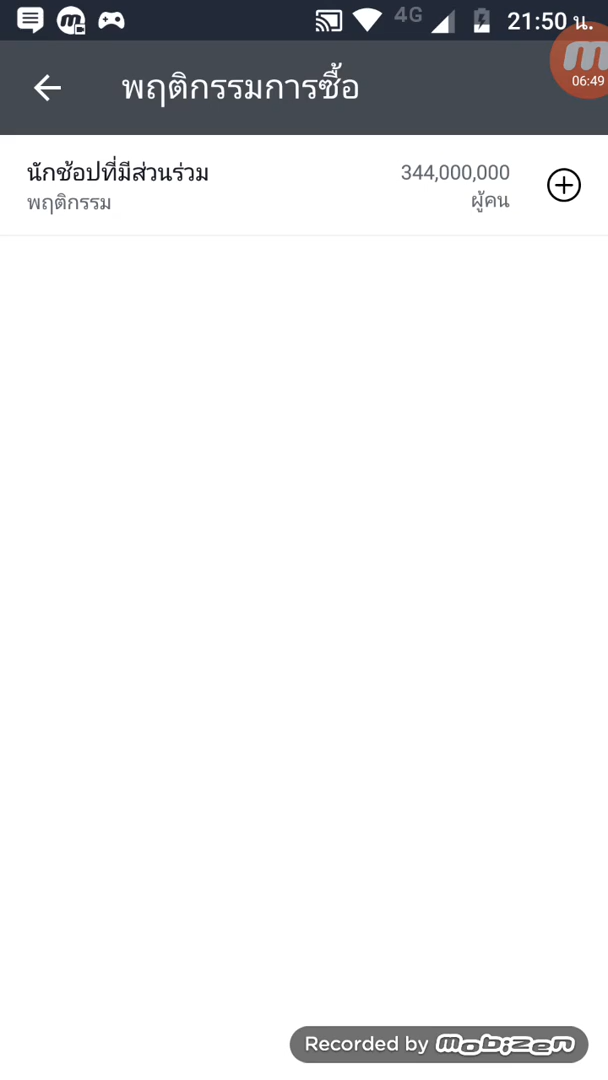 4G 21:50 น.
พฤติกรรมการซื้อ
06:49
นักช้อปที่มีส่วนร่วม
344,000,000
พฤติกรรม
ผู้คน
Recorded by mobizen